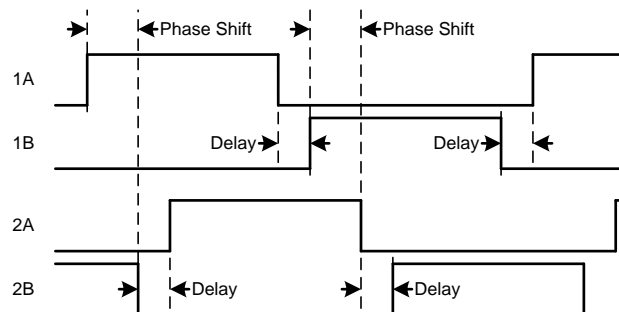 Phase Shift Phase Shift
1A
1B Delay Delay
2A
2B Delay Delay